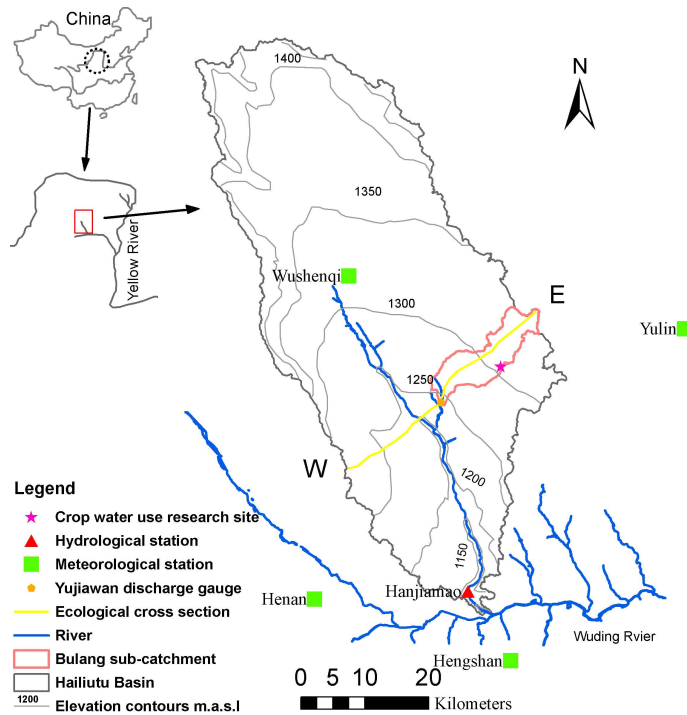 China
N
1400
1350
Yellow River
Wushenqi
1300
E
Yulin
1250
W
1200
1150
Legend
Crop water use research site
Hydrological station
Meteorological station
Yujiawan discharge gauge
Ecological cross section
River
Bulang sub-catchment
Hailiutu Basin
1200 Elevation contours m.a.s.l
Hanjiamao
Henan
Wuding Rvier
Hengshan
0 5 10 20
Kilometers